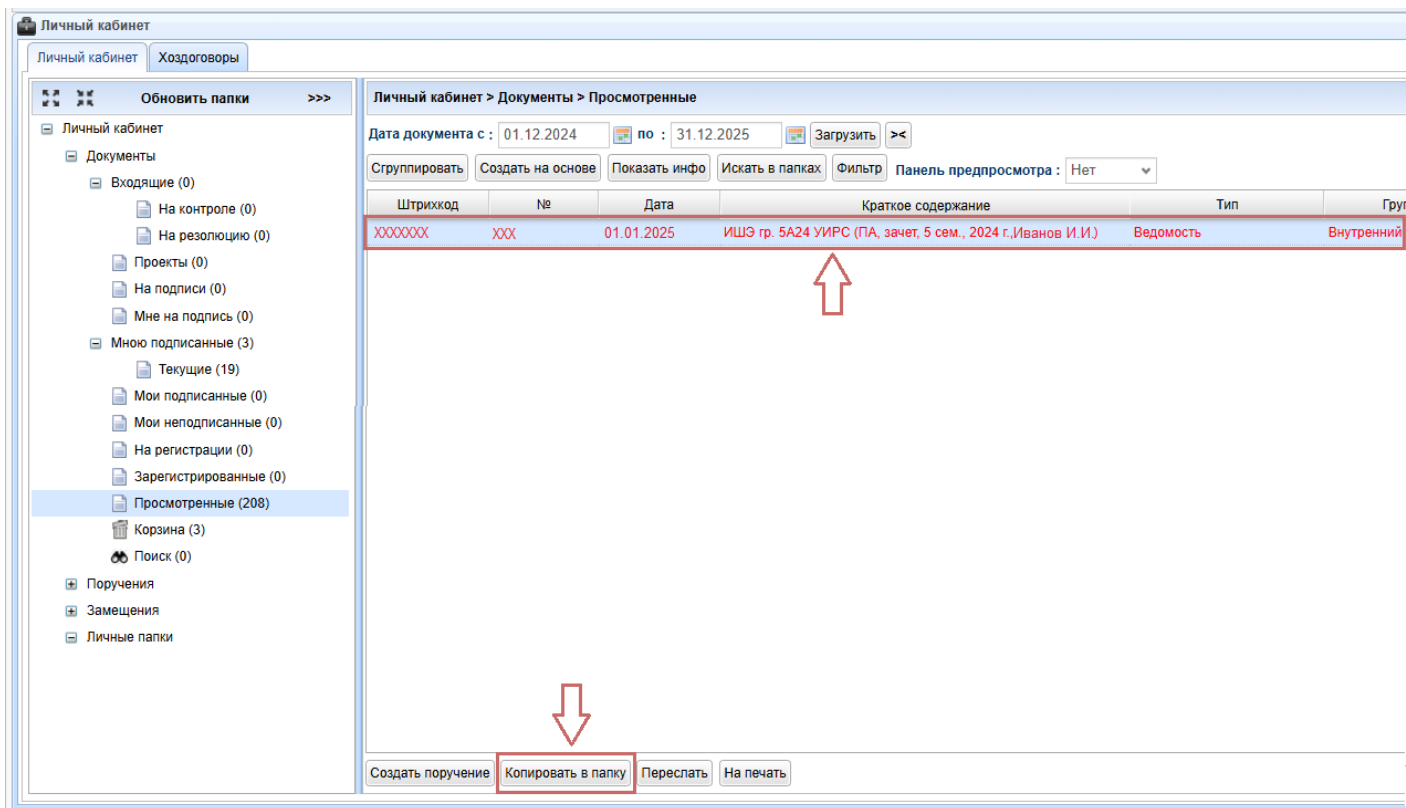 Личный кабинет
Личный кабинет Хоздоговоры
Обновить папки >>>
Личный кабинет
Документы
Входящие (0)
На контроле (0)
На резолюцию (0)
Проекты (0)
На подписи (0)
Мне на подпись (0)
Мною подписанные (3)
Текущие (19)
Мои подписанные (0)
Мои неподписанные (0)
На регистрации (0)
Зарегистрированные (0)
Просмотренные (208)
Корзина (3)
Поиск (0)
Поручения
Замещения
Личные папки
Личный кабинет > Документы > Просмотренные
Дата документа с : 01.12.2024 по : 31.12.2025 Загрузить ><
Сгруппировать Создать на основе Показать инфо Искать в папках Фильтр Панель предпросмотра : Нет
Штрихкод № Дата Краткое содержание Тип Гру
XXXXXXX XXX 01.01.2025 ИШЭ гр. 5А24 УИРС (ПА, зачет, 5 сем., 2024 г.,Иванов И.И.) Ведомость Внутренний
Создать поручение Копировать в папку Переслать На печать